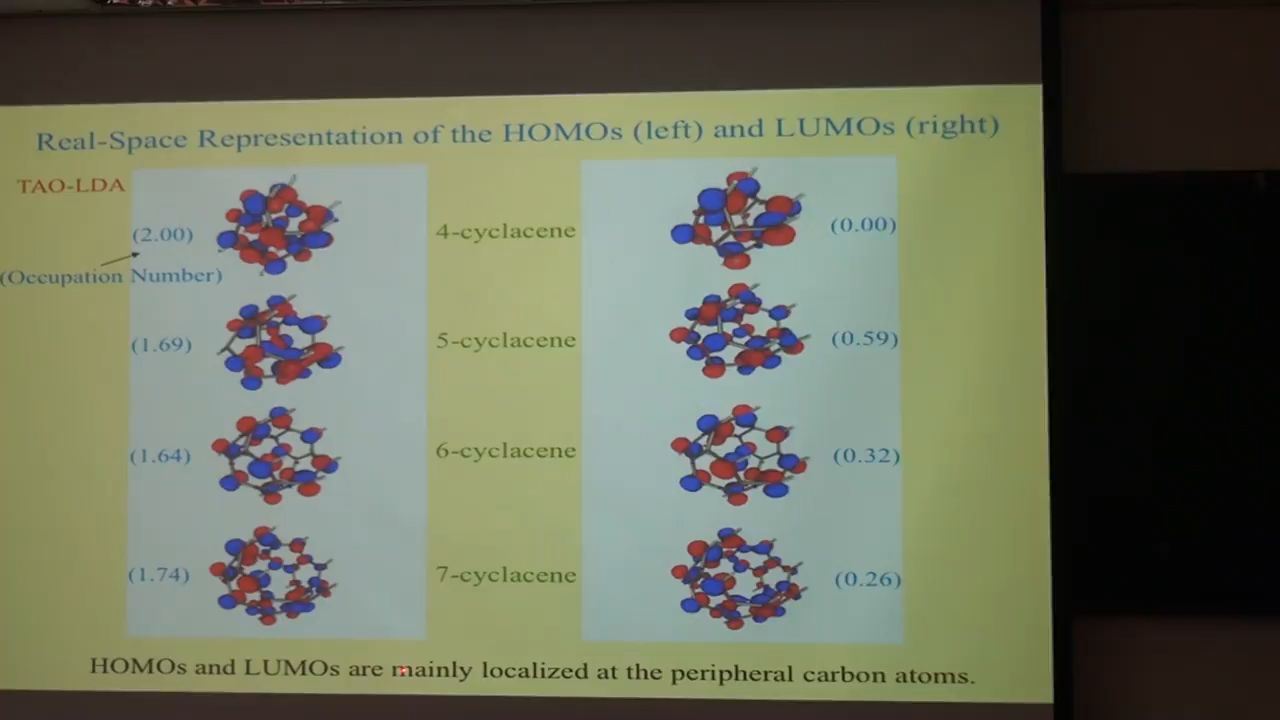 Real-Space Representation of the HOMOs (left) and LUMOs (right)
TAO-LDA
(2.00) 4-cyclacene (0.00)
(Occupation Number)
(1.69) 5-cyclacene (0.59)
(1.64) 6-cyclacene (0.32)
(1.74) 7-cyclacene (0.26)
HOMOs and LUMOs are mainly localized at the peripheral carbon atoms.